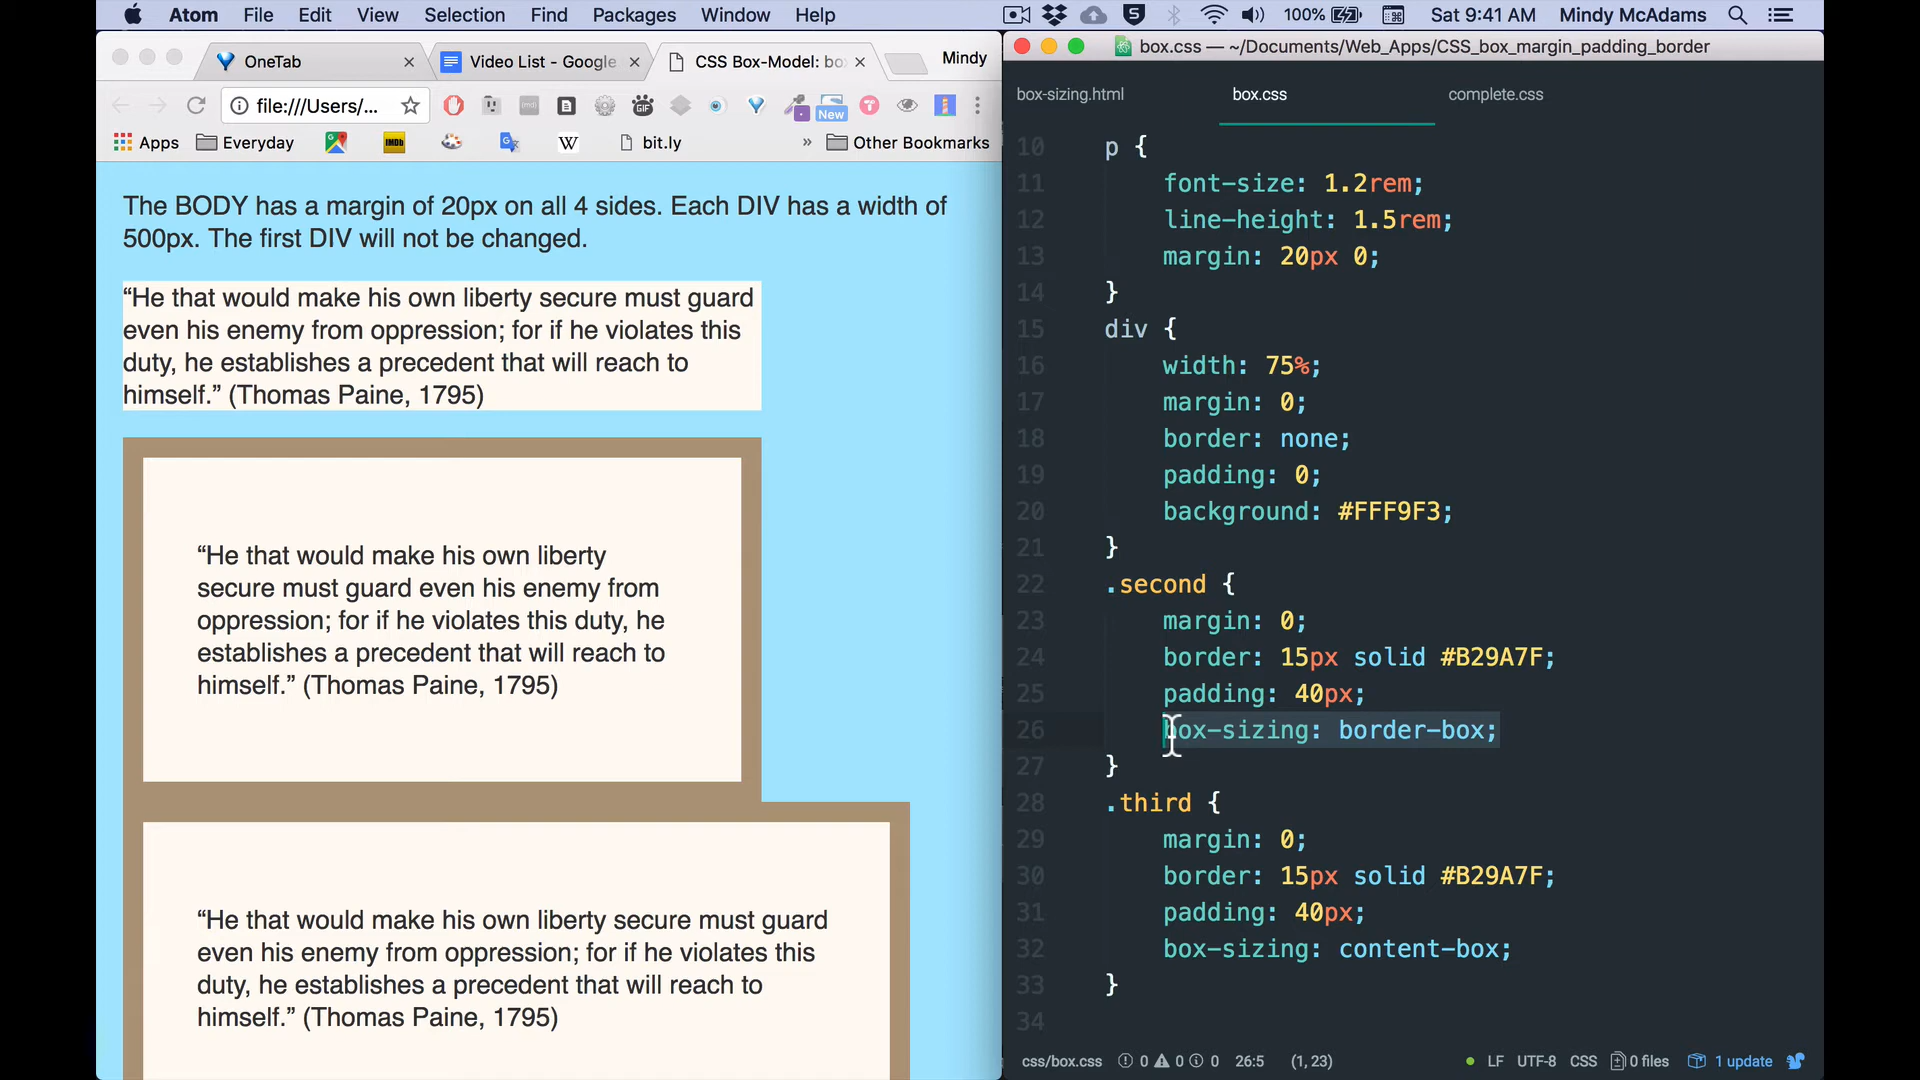 Atom File Edit View Selection Find Packages Window Help 100% Sat 9:41 AM Mindy McAdams
OneTab Video List - Google CSS Box-Model: bo Mindy
file:///Users/... GIF New
Apps Everyday IMDb W bit.ly » Other Bookmarks
The BODY has a margin of 20px on all 4 sides. Each DIV has a width of
500px. The first DIV will not be changed.
“He that would make his own liberty secure must guard
even his enemy from oppression; for if he violates this
duty, he establishes a precedent that will reach to
himself.” (Thomas Paine, 1795)
“He that would make his own liberty
secure must guard even his enemy from
oppression; for if he violates this duty, he
establishes a precedent that will reach to
himself.” (Thomas Paine, 1795)
“He that would make his own liberty secure must guard
even his enemy from oppression; for if he violates this
duty, he establishes a precedent that will reach to
himself.” (Thomas Paine, 1795)
box.css — ~/Documents/Web_Apps/CSS_box_margin_padding_border
box-sizing.html box.css complete.css
10 p {
11 font-size: 1.2rem;
12 line-height: 1.5rem;
13 margin: 20px 0;
14 }
15 div {
16 width: 75%;
17 margin: 0;
18 border: none;
19 padding: 0;
20 background: #FFF9F3;
21 }
22 .second {
23 margin: 0;
24 border: 15px solid #B29A7F;
25 padding: 40px;
26 box-sizing: border-box;
27 }
28 .third {
29 margin: 0;
30 border: 15px solid #B29A7F;
31 padding: 40px;
32 box-sizing: content-box;
33 }
34
css/box.css 0 0 0 26:5 (1, 23) LF UTF-8 CSS 0 files 1 update